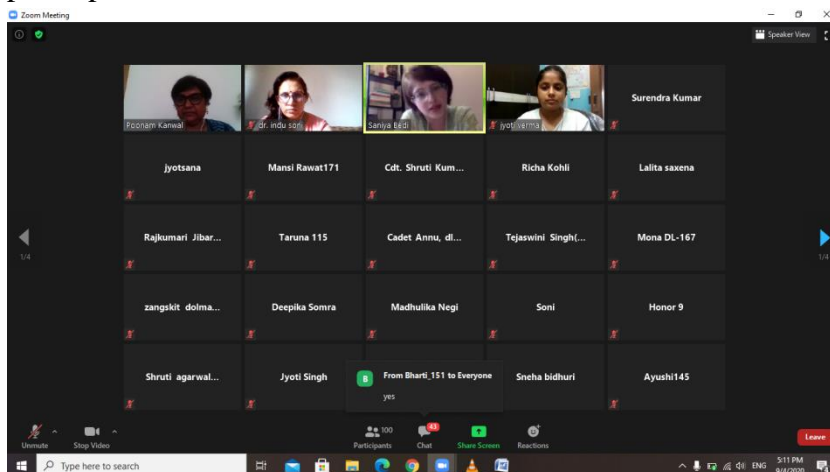 Zoom Meeting
Speaker View
Poonam Kanwal
dr. indu soni
Saniya Bedi
jyoti verma
Surendra Kumar
jyotsana
Mansi Rawat171
Cdt. Shruti Kum...
Richa Kohli
Lalita saxena
Rajkumari Jibar...
Taruna 115
Cadet Annu, dl...
Tejaswini Singh(...
Mona DL-167
1/4
1/4
zangskit dolma...
Deepika Somra
Madhulika Negi
Soni
Honor 9
Shruti agarwal...
Jyoti Singh
B
From Bharti_151 to Everyone
yes
Sneha bidhuri
Ayushi145
Unmute
Stop Video
100
Participants
43
Chat
Share Screen
Reactions
Leave
Type here to search
ENG
5:11 PM
9/4/2020